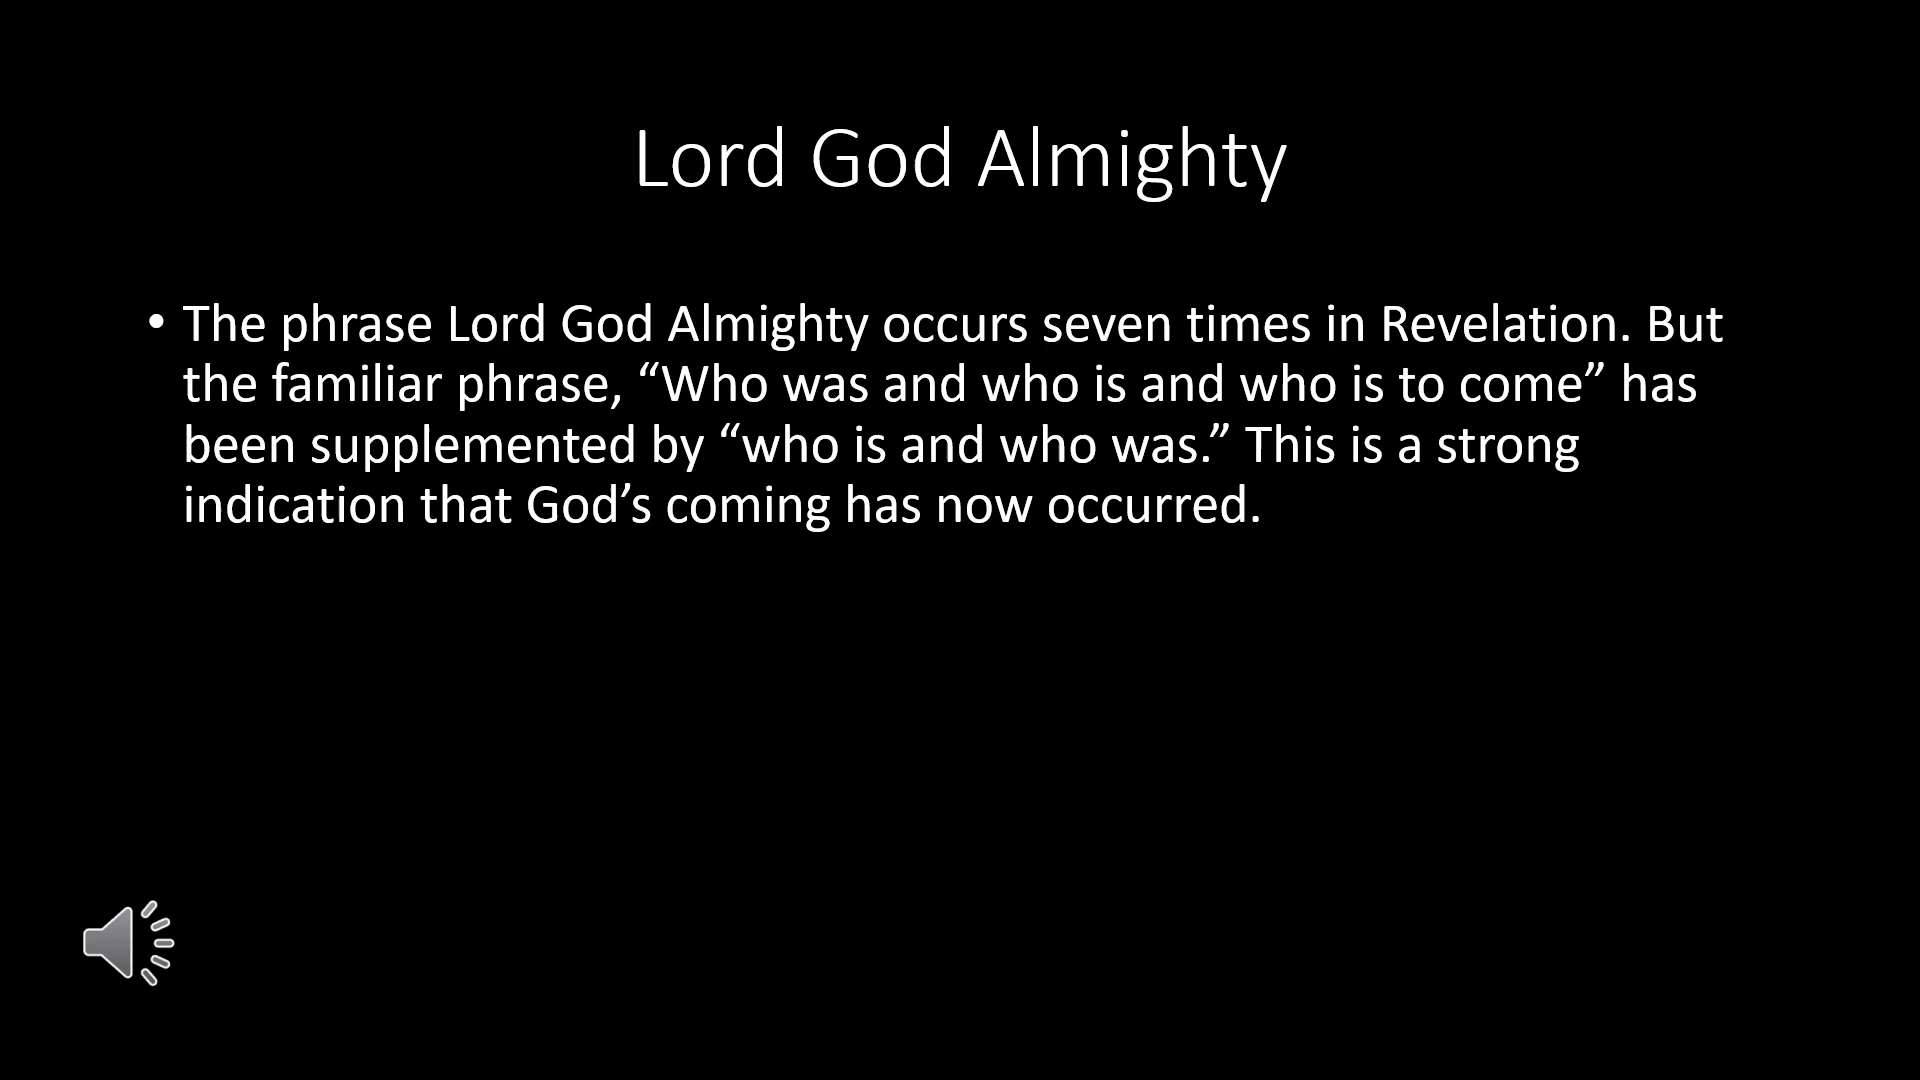 Lord God Almighty
• The phrase Lord God Almighty occurs seven times in Revelation. But
the familiar phrase, “Who was and who is and who is to come” has
been supplemented by “who is and who was.” This is a strong
indication that God’s coming has now occurred.